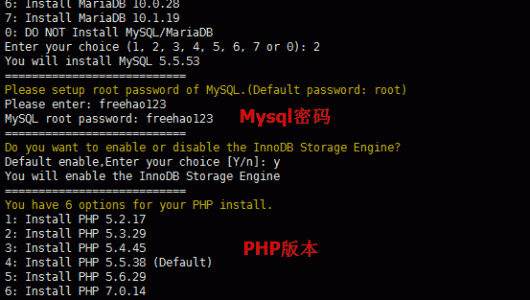 6: Install MariaDB 10.0.28
7: Install MariaDB 10.1.19
0: DO NOT Install MySQL/MariaDB
Enter your choice (1, 2, 3, 4, 5, 6, 7 or 0): 2
You will install MySQL 5.5.53
===========================
Please setup root password of MySQL.(Default password: root)
Please enter: freehao123
MySQL root password: freehao123
Mysql密码
===========================
Do you want to enable or disable the InnoDB Storage Engine?
Default enable,Enter your choice [Y/n]: y
You will enable the InnoDB Storage Engine
===========================
You have 6 options for your PHP install.
1: Install PHP 5.2.17
2: Install PHP 5.3.29
3: Install PHP 5.4.45
PHP版本
4: Install PHP 5.5.38 (Default)
5: Install PHP 5.6.29
6: Install PHP 7.0.14